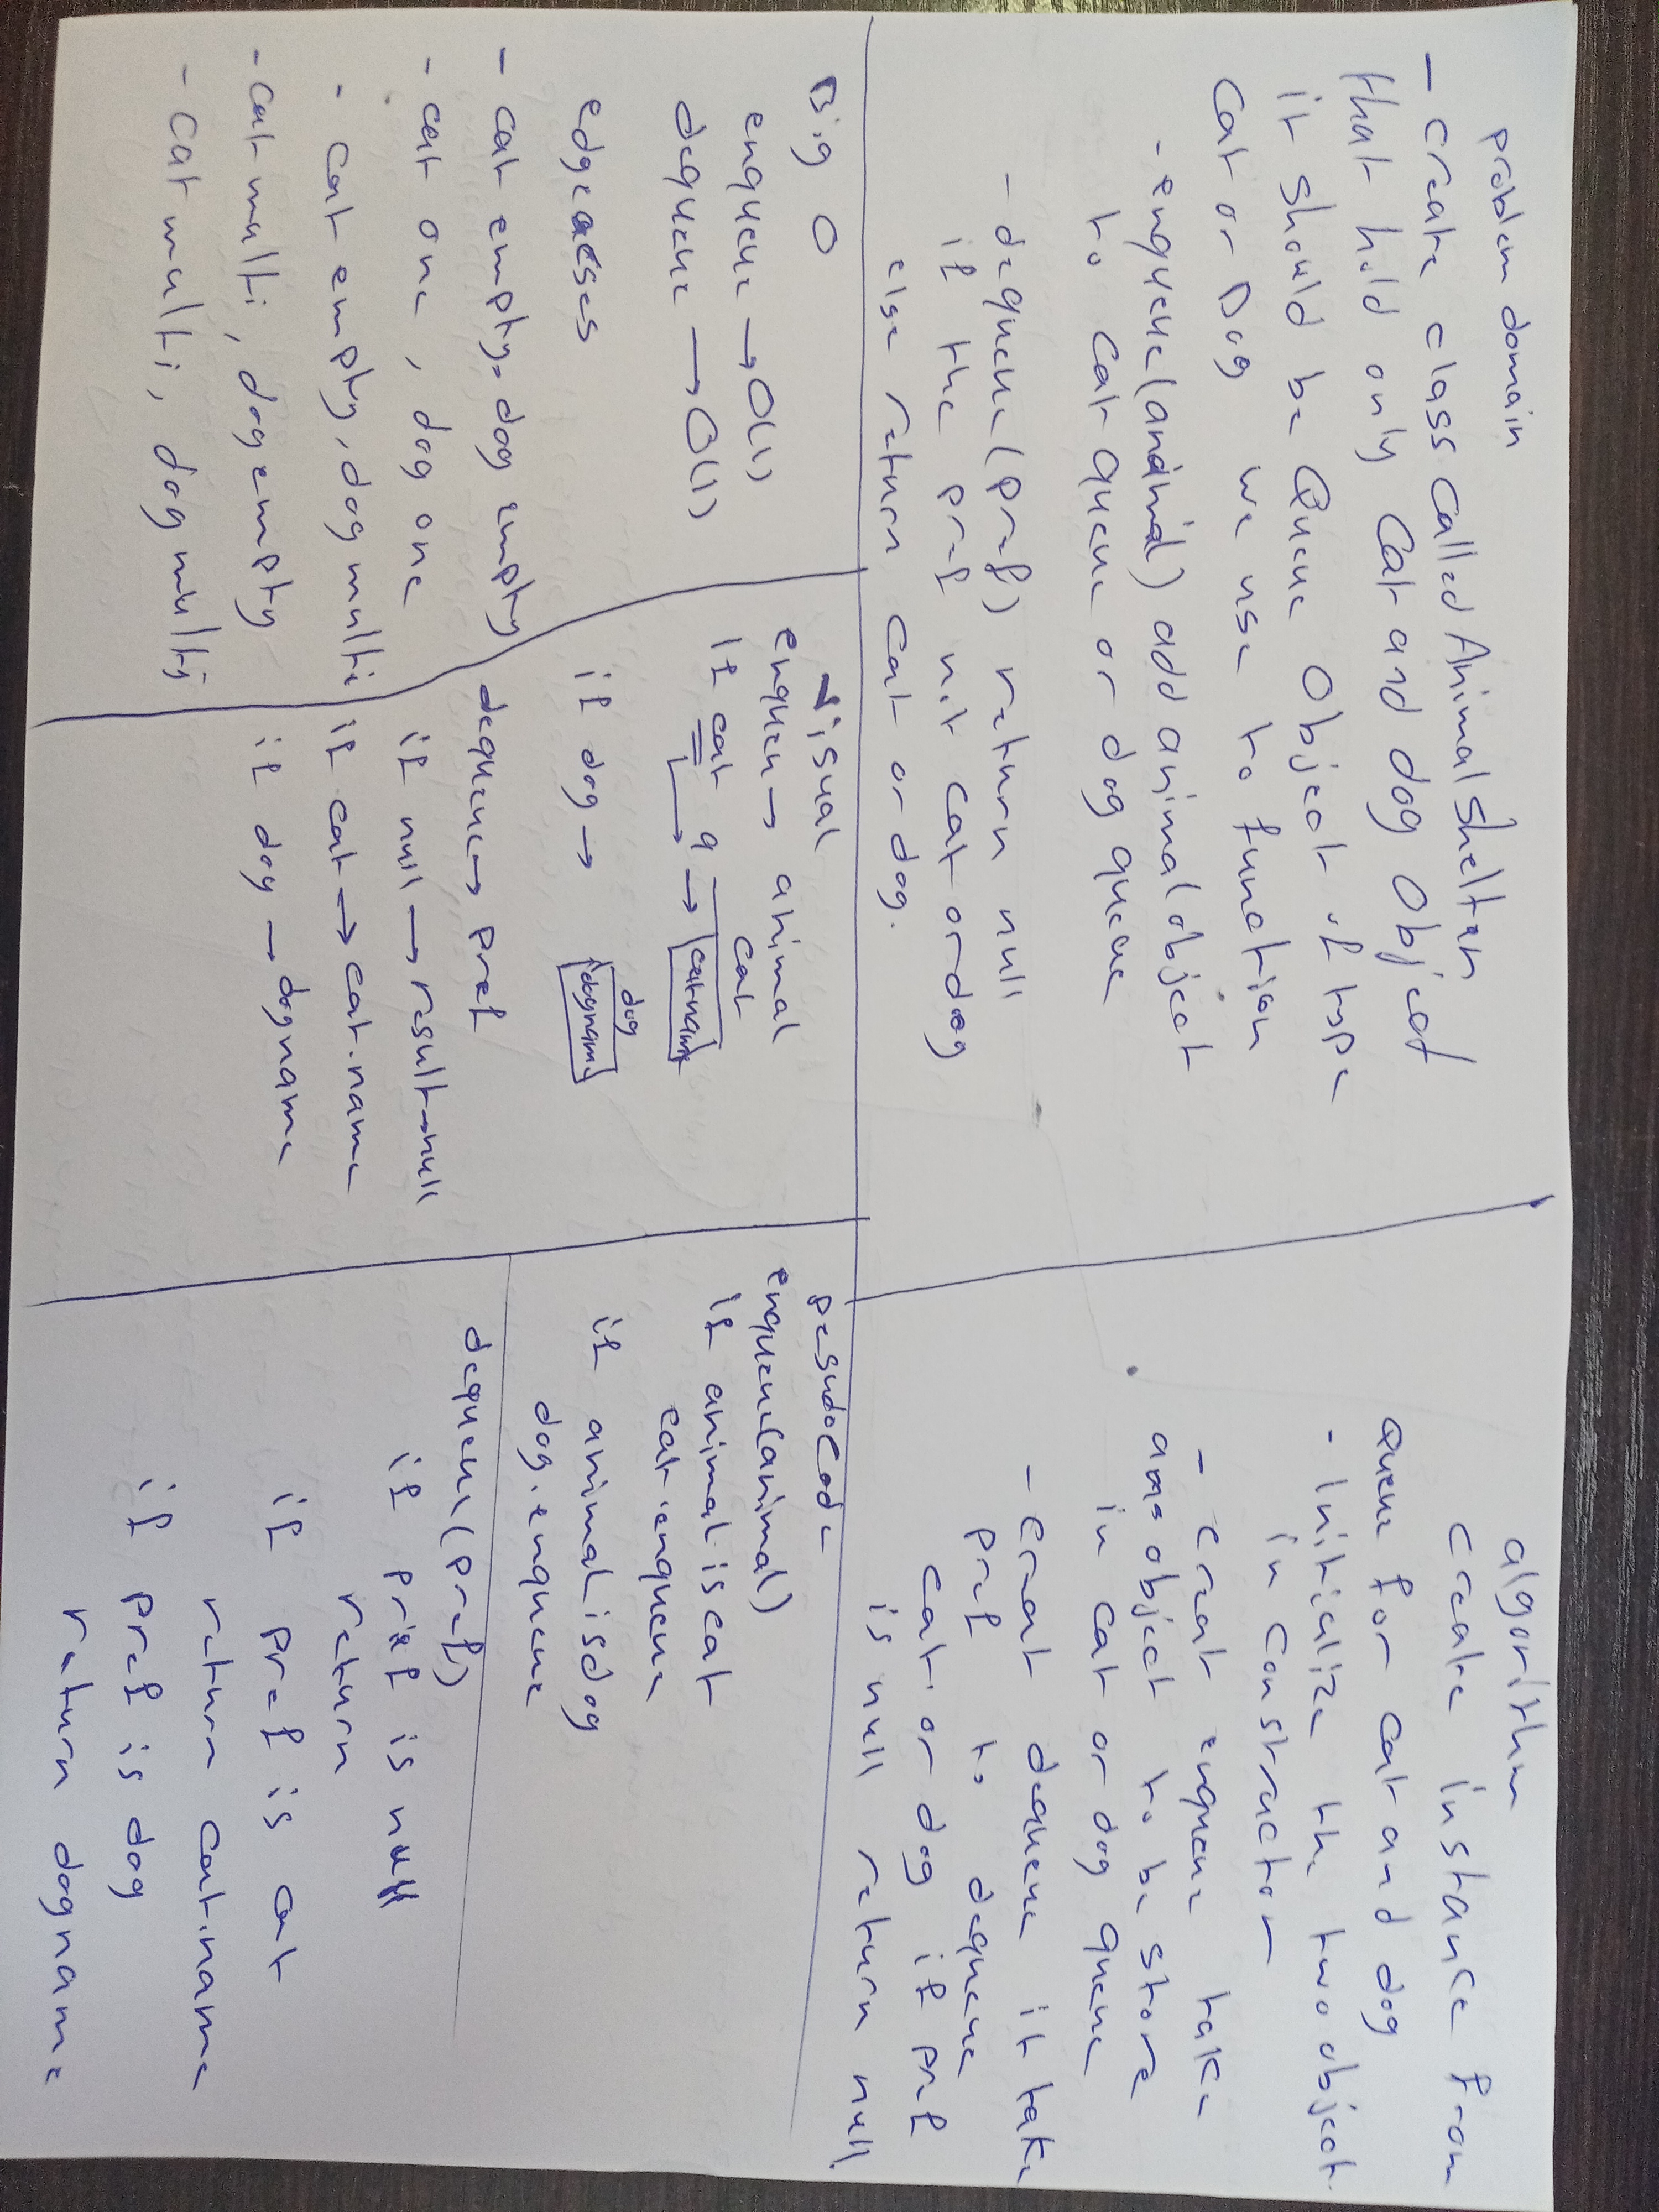 problem domain
- create class called AnimalShelter
that hold only Cat and dog Object
it should be Queue Object of type
Cat or Dog we use to function
- enqueue(animal) add animal object
to cat queue or dog queue
- dequeue(pref) return null
if the pref not cat or dog
else return cat or dog.
algorithm
create instance from
Queue for cat and dog
- Initialize the two object
in constructor
- creat enqueue take
object to be store
in cat or dog queue
- creat dequeue it take
pref to dequeue
cat or dog if pref
is null return null.
Big O
enqueue → O(1)
dequeue → O(1)
edgecaeses
- cat empty, dog empty
- cat one, dog one
- cat empty, dog multi
- cat multi, dog empty
- cat multi, dog multi
visual
enqueu → animal
cat
If cat q → catname
dog
if dog → dogname
dequeue → pref
if null → result → null
if cat → cat.name
if dog → dogname
pesudocode
enqueue(animal)
If animal is cat
cat.enqueue
if animal is dog
dog.enqueue
dequeue(pref)
if pref is null
return
if pref is cat
return cat.name
if pref is dog
return dogname